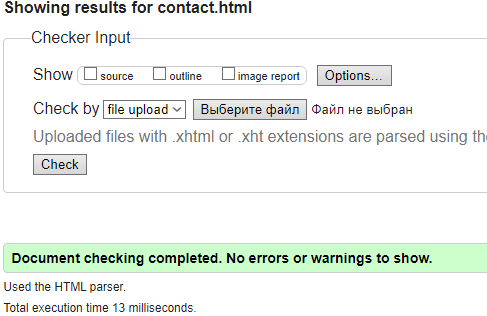 Showing results for contact.html
Checker Input
Show source outline image report Options...
Check by file upload Выберите файл Файл не выбран
Uploaded files with .xhtml or .xht extensions are parsed using the
Check
Document checking completed. No errors or warnings to show.
Used the HTML parser.
Total execution time 13 milliseconds.